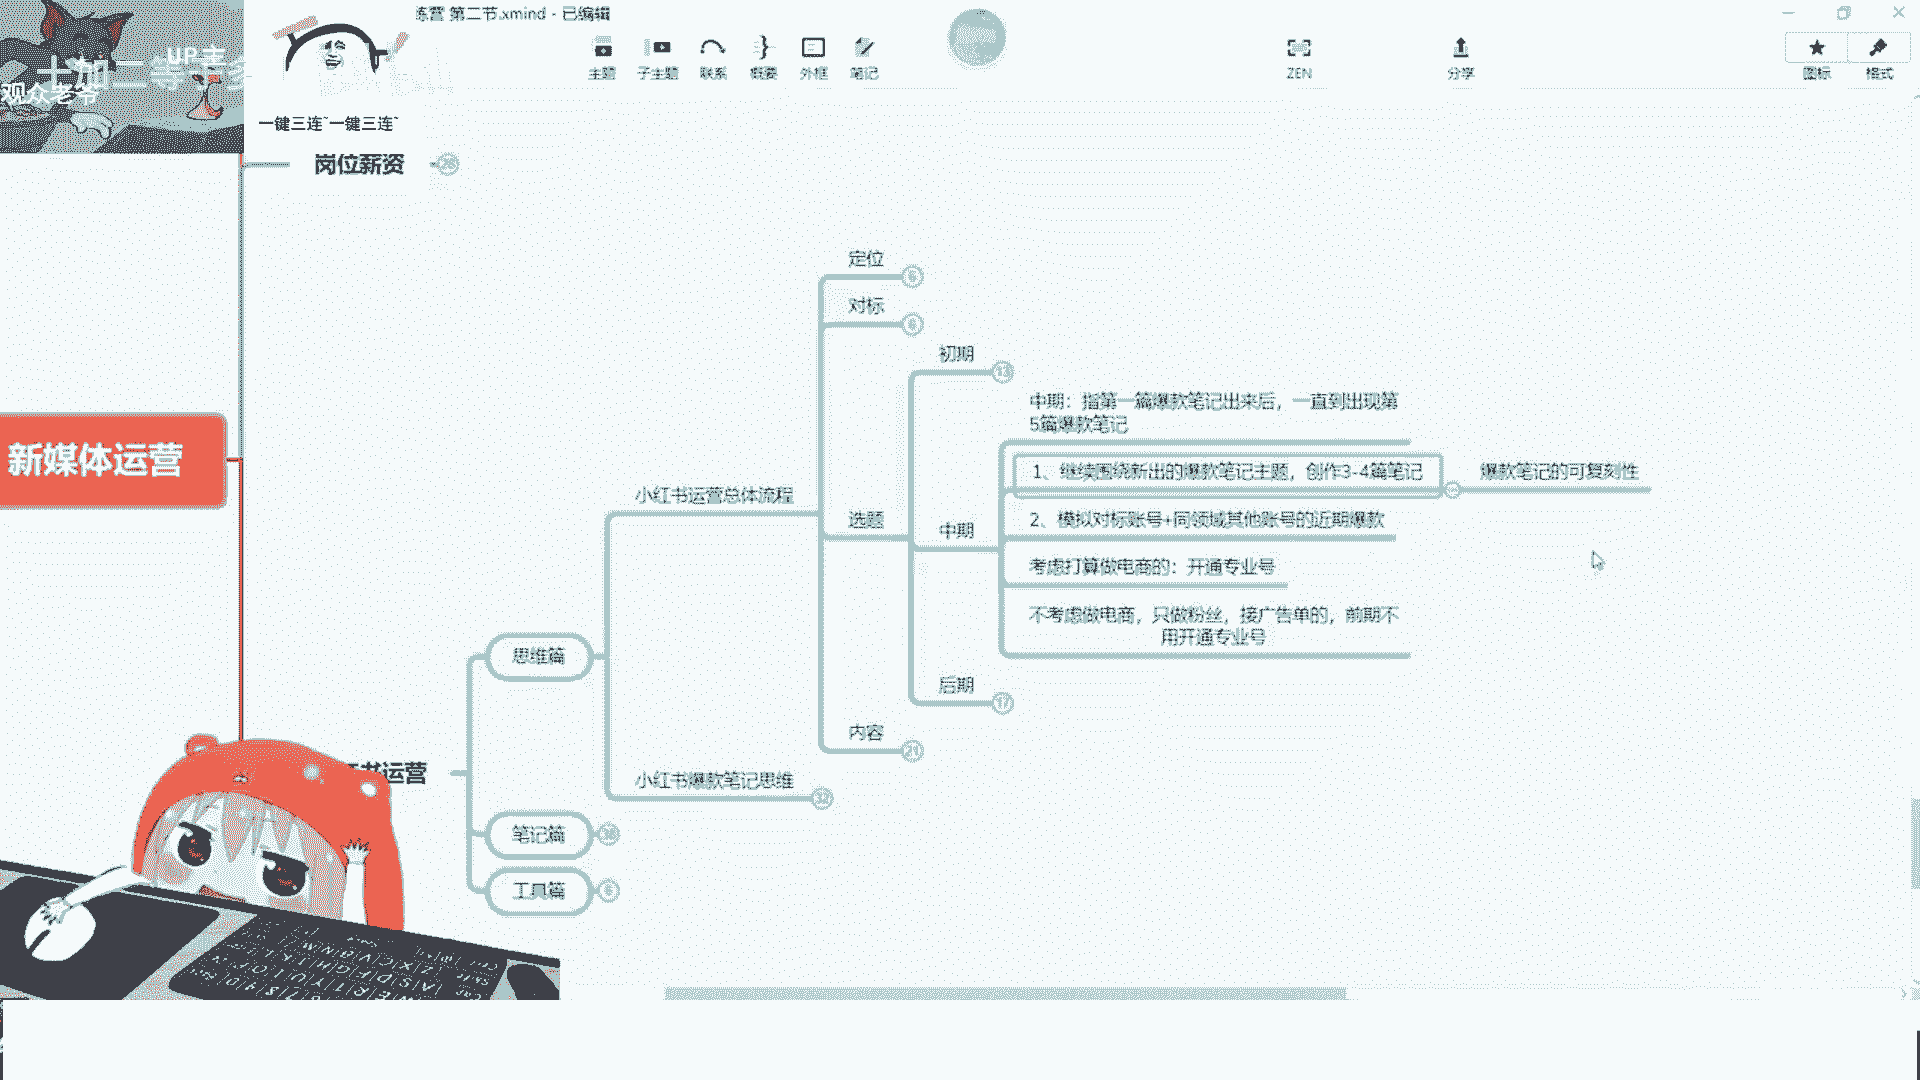 练营 第二节.xmind - 已编辑
UP主
十加二等于多
观众老爷
主题
子主题
联系
概要
外框
笔记
ZEN
分享
图标
格式
一键三连~一键三连~
岗位薪资
28
定位
6
对标
6
初期
13
中期：指第一篇爆款笔记出来后，一直到出现第
5篇爆款笔记
1、继续围绕新出的爆款笔记主题，创作3-4篇笔记
爆款笔记的可复刻性
小红书运营总体流程
选题
中期
2、模拟对标账号+同领域其他账号的近期爆款
考虑打算做电商的：开通专业号
不考虑做电商，只做粉丝，接广告单的，前期不
用开通专业号
新媒体运营
思维篇
后期
17
内容
21
书运营
小红书爆款笔记思维
32
笔记篇
工具篇
6